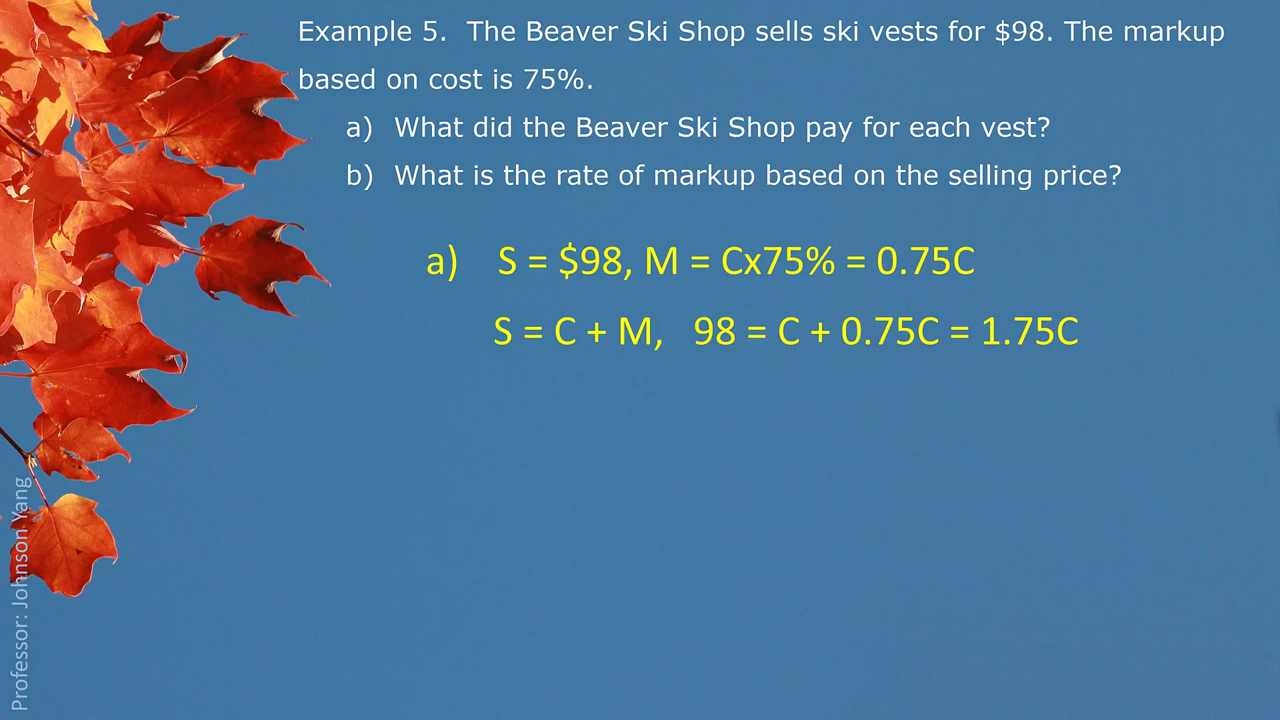 Example 5.  The Beaver Ski Shop sells ski vests for $98. The markup
based on cost is 75%.
a)  What did the Beaver Ski Shop pay for each vest?
b)  What is the rate of markup based on the selling price?
a)   S = $98, M = Cx75% = 0.75C
S = C + M,   98 = C + 0.75C = 1.75C
Professor: Johnson Yang